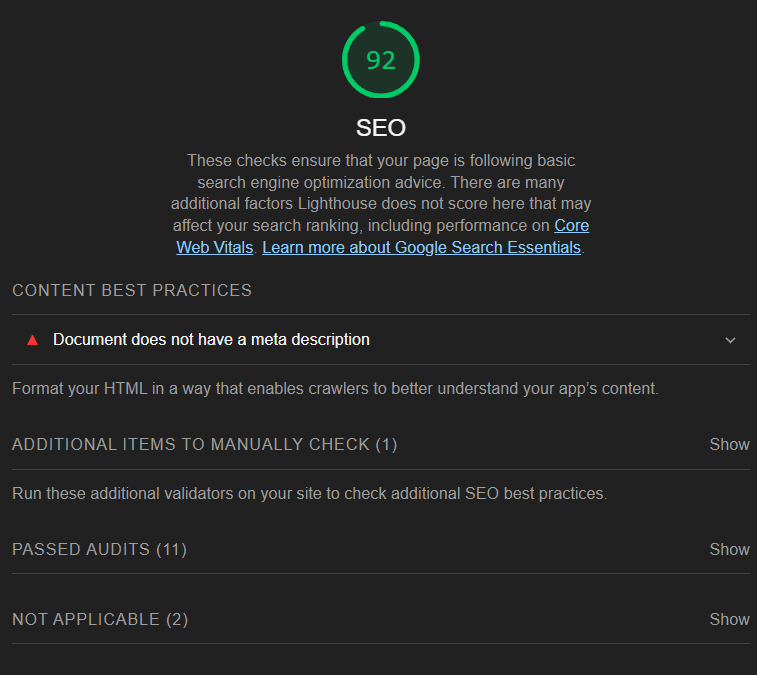 92
SEO
These checks ensure that your page is following basic
search engine optimization advice. There are many
additional factors Lighthouse does not score here that may
affect your search ranking, including performance on Core
Web Vitals. Learn more about Google Search Essentials.
CONTENT BEST PRACTICES
Document does not have a meta description
Format your HTML in a way that enables crawlers to better understand your app’s content.
ADDITIONAL ITEMS TO MANUALLY CHECK (1) Show
Run these additional validators on your site to check additional SEO best practices.
PASSED AUDITS (11) Show
NOT APPLICABLE (2) Show